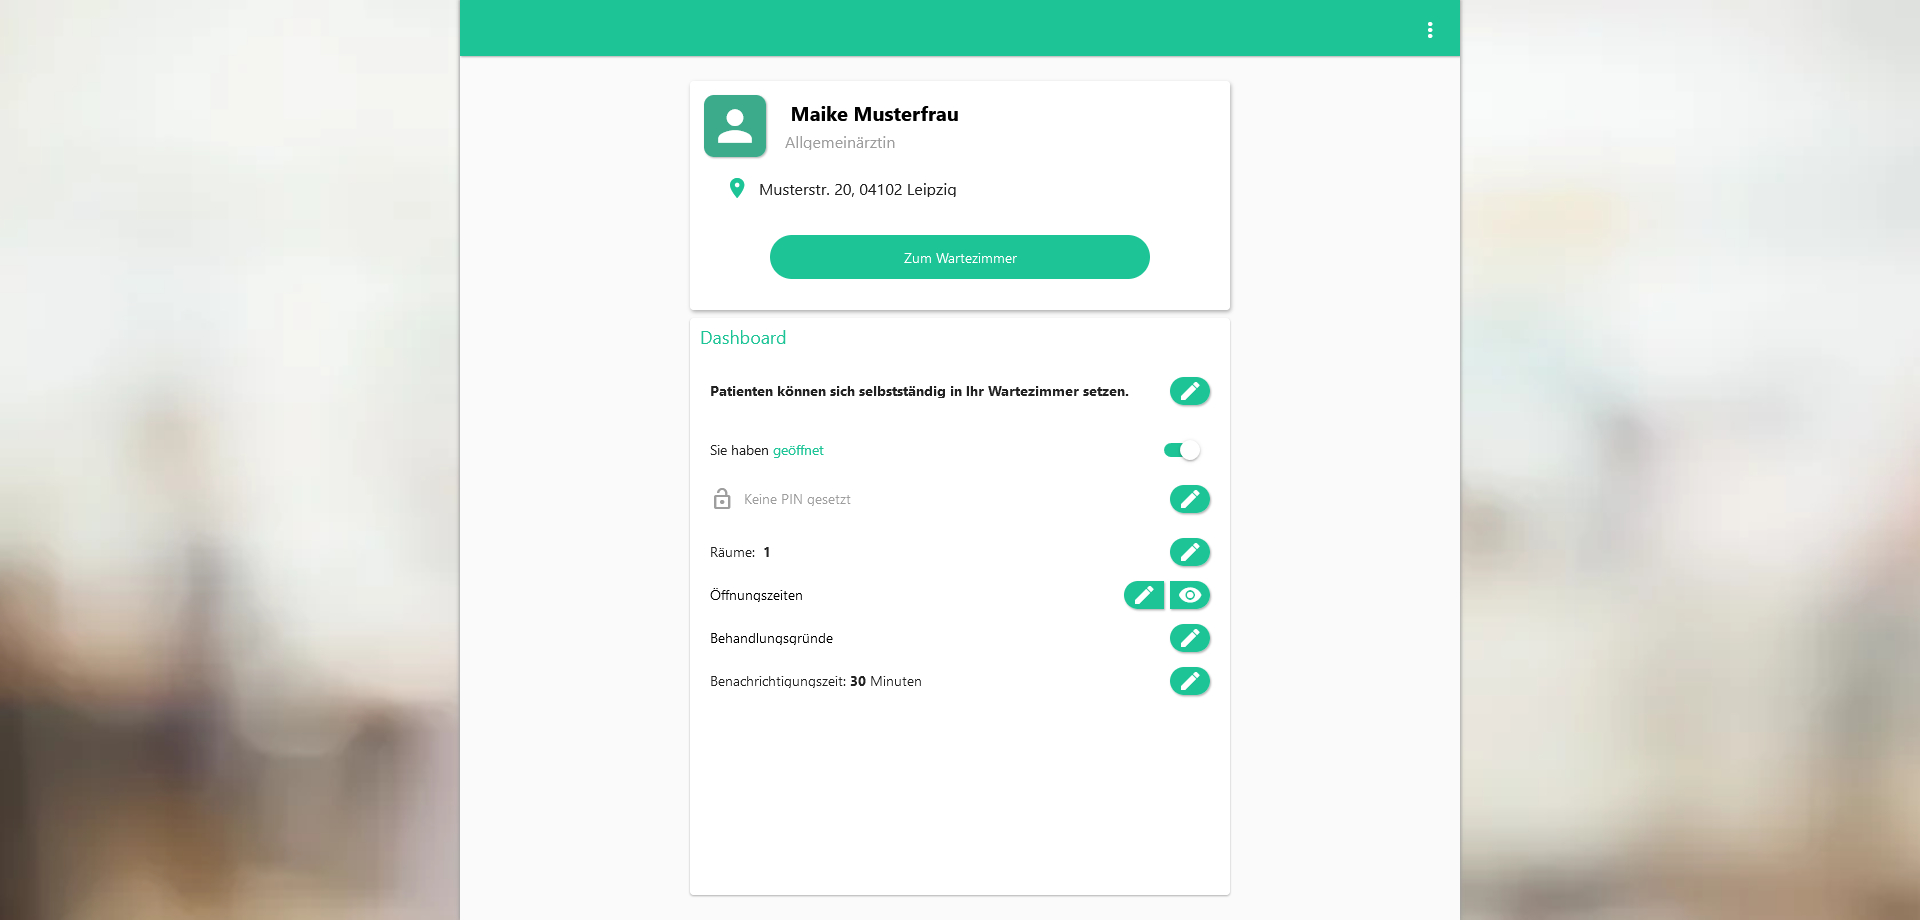 Maike Musterfrau
Allgemeinärztin
Musterstr. 20, 04102 Leipzig
Zum Wartezimmer
Dashboard
Patienten können sich selbstständig in Ihr Wartezimmer setzen.
Sie haben geöffnet
Keine PIN gesetzt
Räume: 1
Öffnungszeiten
Behandlungsgründe
Benachrichtigungszeit: 30 Minuten